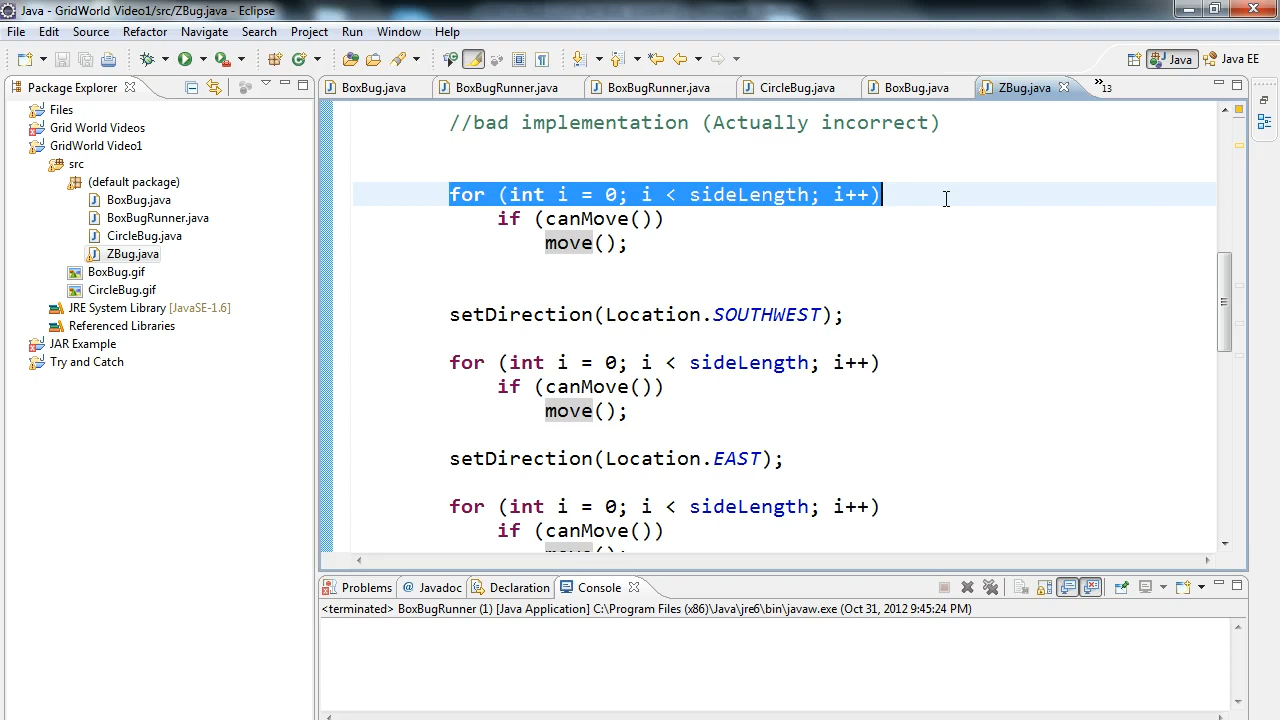 Java - GridWorld Video1/src/ZBug.java - Eclipse
File Edit Source Refactor Navigate Search Project Run Window Help
Java Java EE
Package Explorer
BoxBug.java BoxBugRunner.java BoxBugRunner.java CircleBug.java BoxBug.java ZBug.java »13
Files
Grid World Videos
GridWorld Video1
src
(default package)
BoxBug.java
BoxBugRunner.java
CircleBug.java
ZBug.java
BoxBug.gif
CircleBug.gif
JRE System Library [JavaSE-1.6]
Referenced Libraries
JAR Example
Try and Catch
//bad implementation (Actually incorrect)
for (int i = 0; i < sideLength; i++)
if (canMove())
move();
setDirection(Location.SOUTHWEST);
for (int i = 0; i < sideLength; i++)
if (canMove())
move();
setDirection(Location.EAST);
for (int i = 0; i < sideLength; i++)
if (canMove())
Problems @ Javadoc Declaration Console
<terminated> BoxBugRunner (1) [Java Application] C:\Program Files (x86)\Java\jre6\bin\javaw.exe (Oct 31, 2012 9:45:24 PM)